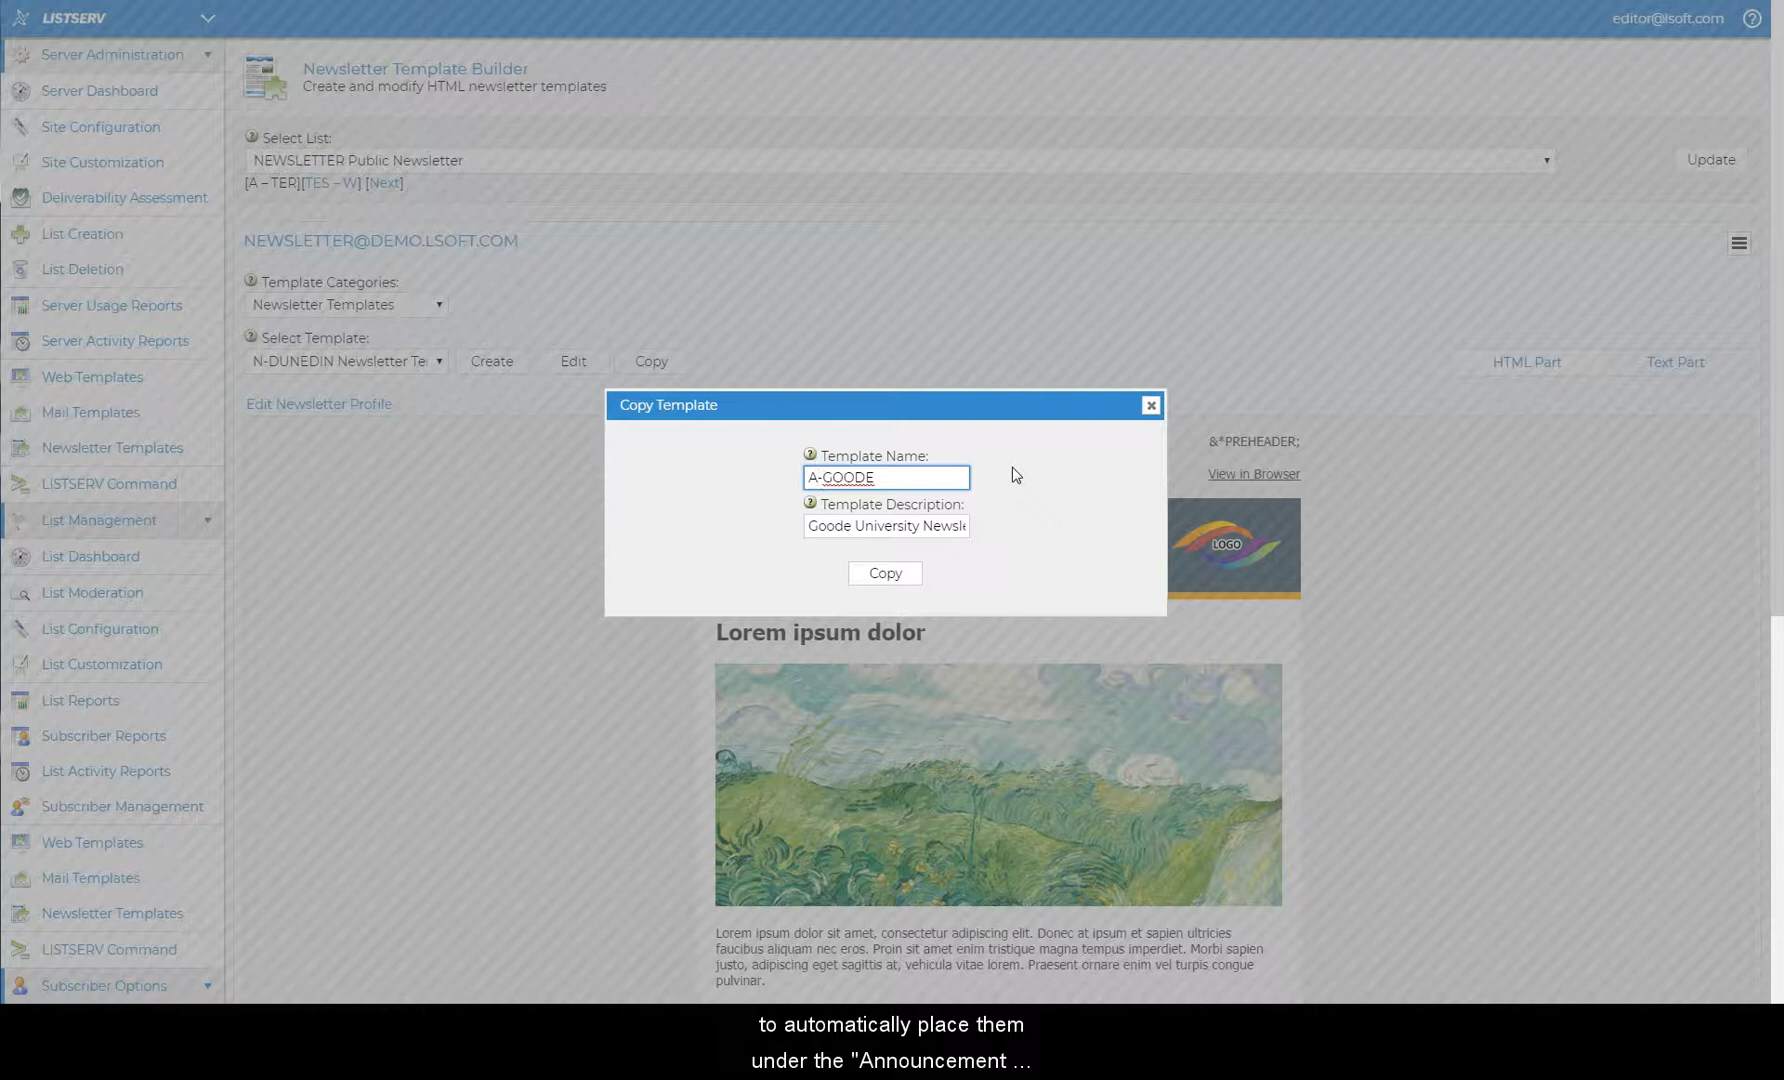 LISTSERV
editor@lsoft.com
Server Administration
Server Dashboard
Site Configuration
Site Customization
Deliverability Assessment
List Creation
List Deletion
Server Usage Reports
Server Activity Reports
Web Templates
Mail Templates
Newsletter Templates
LISTSERV Command
List Management
List Dashboard
List Moderation
List Configuration
List Customization
List Reports
Subscriber Reports
List Activity Reports
Subscriber Management
Web Templates
Mail Templates
Newsletter Templates
LISTSERV Command
Subscriber Options
Newsletter Template Builder
Create and modify HTML newsletter templates
Select List:
NEWSLETTER Public Newsletter
Update
[A – TER][TES – W] [Next]
NEWSLETTER@DEMO.LSOFT.COM
Template Categories:
Newsletter Templates
Select Template:
N-DUNEDIN Newsletter Te Create Edit Copy HTML Part Text Part
Edit Newsletter Profile
Copy Template
Template Name:
A-GOODE
Template Description:
Goode University Newsle
Copy
&*PREHEADER;
View in Browser
LOGO
Lorem ipsum dolor
Lorem ipsum dolor sit amet, consectetur adipiscing elit. Donec at ipsum et sapien ultricies
faucibus aliquam nec eros. Proin sit amet enim tristique magna tempus imperdiet. Morbi sapien
justo, adipiscing eget sagittis at, vehicula vitae lorem. Praesent ornare enim vel turpis congue
pulvinar.
to automatically place them
under the "Announcement ...